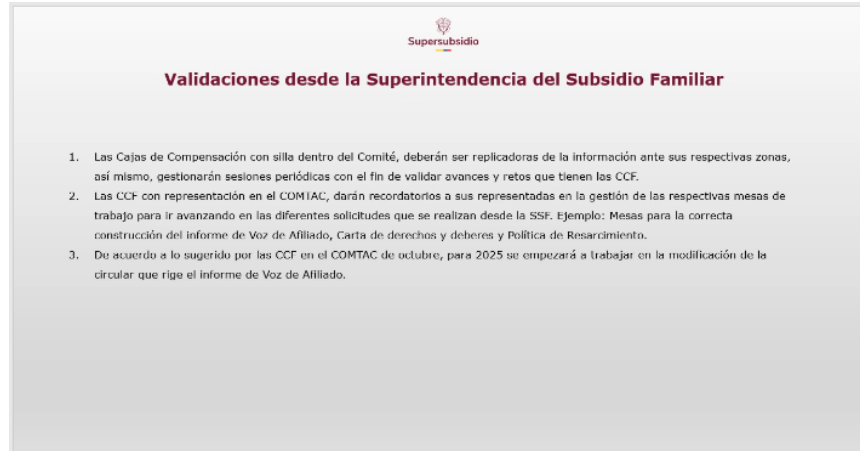 Supersubsidio
Validaciones desde la Superintendencia del Subsidio Familiar
1. Las Cajas de Compensación con silla dentro del Comité, deberán ser replicadoras de la información ante sus respectivas zonas,
así mismo, gestionarán sesiones periódicas con el fin de validar avances y retos que tienen las CCF.
2. Las CCF con representación en el COMTAC, darán recordatorios a sus representadas en la gestión de las respectivas mesas de
trabajo para ir avanzando en las diferentes solicitudes que se realizan desde la SSF. Ejemplo: Mesas para la correcta
construcción del informe de Voz de Afiliado, Carta de derechos y deberes y Política de Resarcimiento.
3. De acuerdo a lo sugerido por las CCF en el COMTAC de octubre, para 2025 se empezará a trabajar en la modificación de la
circular que rige el informe de Voz de Afiliado.